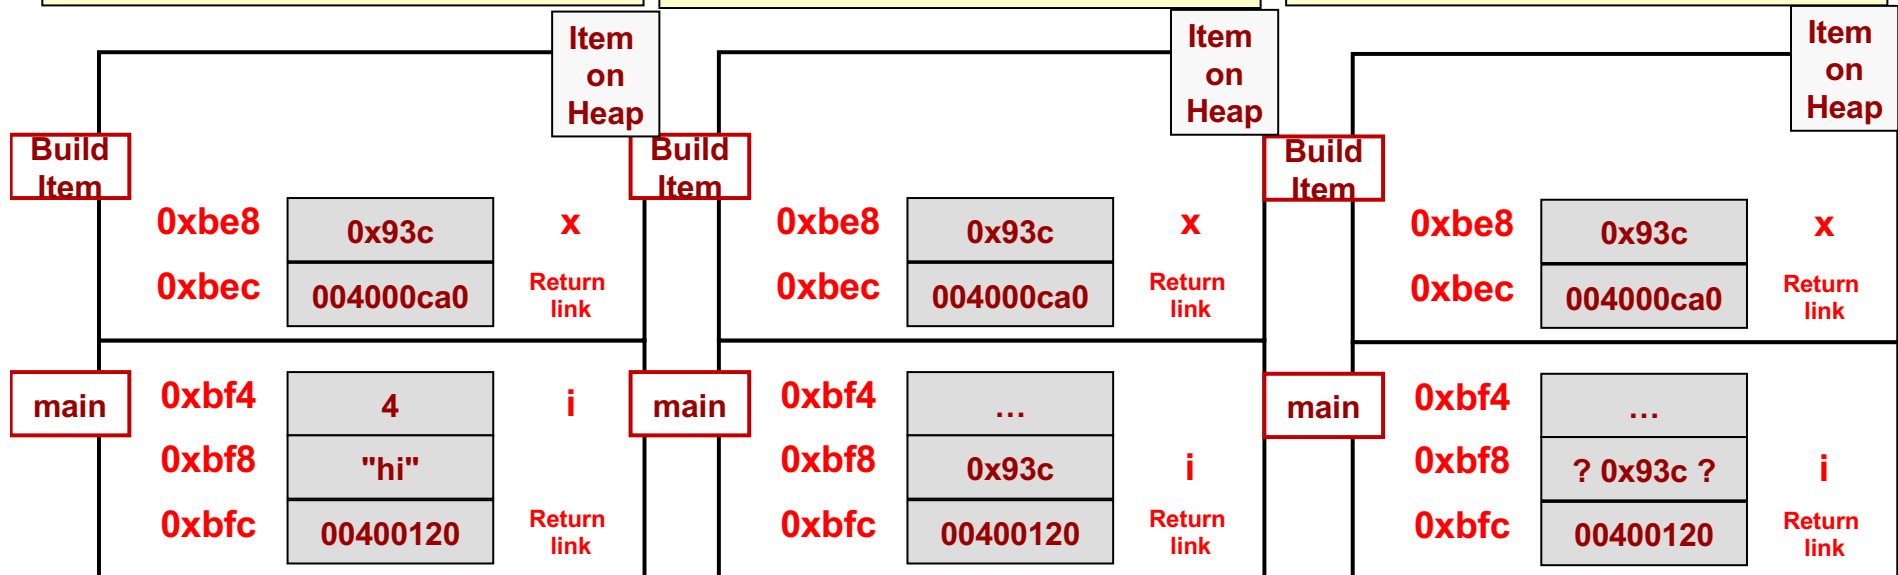 Item
on
Heap
Build
Item
0xbe8 0x93c x
0xbec 004000ca0 Return
link
main
0xbf4 4 i
0xbf8 "hi"
0xbfc 00400120 Return
link
Item
on
Heap
Build
Item
0xbe8 0x93c x
0xbec 004000ca0 Return
link
main
0xbf4 …
0xbf8 0x93c i
0xbfc 00400120 Return
link
Item
on
Heap
Build
Item
0xbe8 0x93c x
0xbec 004000ca0 Return
link
main
0xbf4 …
0xbf8 ? 0x93c ? i
0xbfc 00400120 Return
link